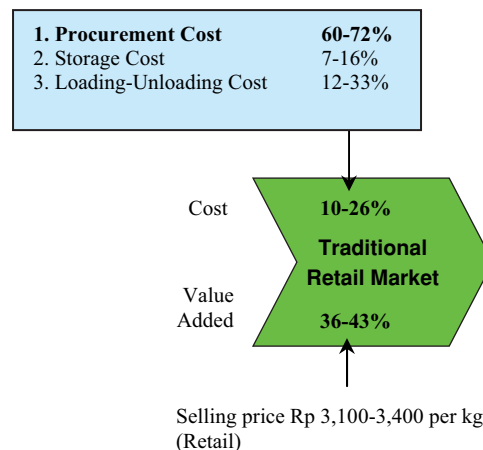 1. Procurement Cost 60-72%
2. Storage Cost 7-16%
3. Loading-Unloading Cost 12-33%
Cost 10-26%
Traditional
Retail Market
Value
Added 36-43%
Selling price Rp 3,100-3,400 per kg
(Retail)